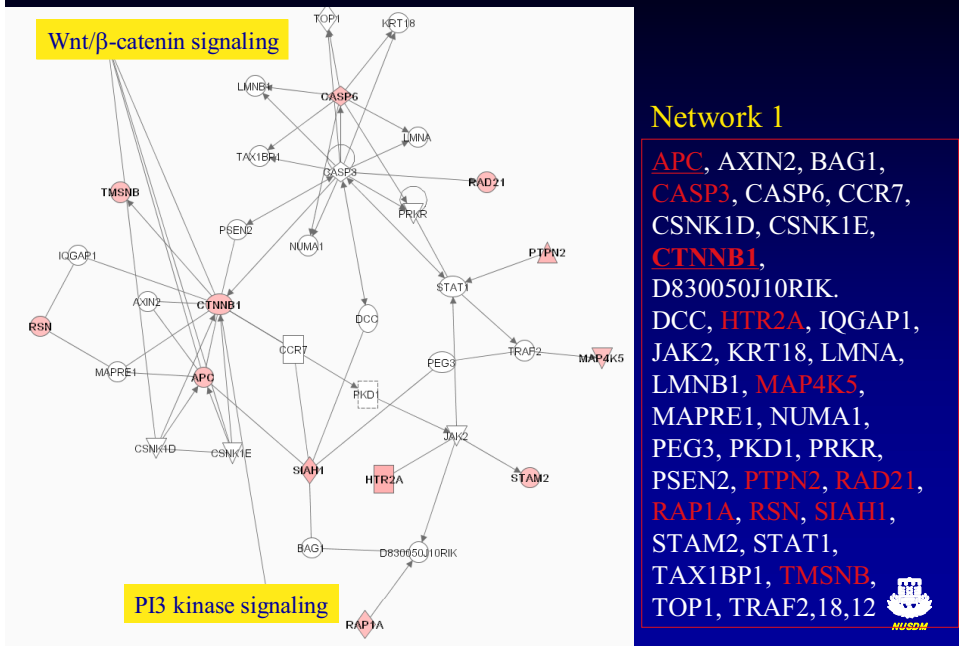 TOP1
KRT18
Wnt/β-catenin signaling
LMNB1
CASP6
LMNA
TAX1BP1
CASP3
RAD21
TMSNB
PRKR
PSEN2
NUMA1
PTPN2
IQGAP1
STAT1
AXIN2
CTNNB1
DCC
RSN
CCR7
TRAF2
MAP4K5
MAPRE1
APC
PEG3
PKD1
JAK2
CSNK1D
CSNK1E
SIAH1
HTR2A
STAM2
BAG1
D830050J10RIK
PI3 kinase signaling
RAP1A
Network 1
APC, AXIN2, BAG1,
CASP3, CASP6, CCR7,
CSNK1D, CSNK1E,
CTNNB1,
D830050J10RIK.
DCC, HTR2A, IQGAP1,
JAK2, KRT18, LMNA,
LMNB1, MAP4K5,
MAPRE1, NUMA1,
PEG3, PKD1, PRKR,
PSEN2, PTPN2, RAD21,
RAP1A, RSN, SIAH1,
STAM2, STAT1,
TAX1BP1, TMSNB,
TOP1, TRAF2,18,12
NUSDM